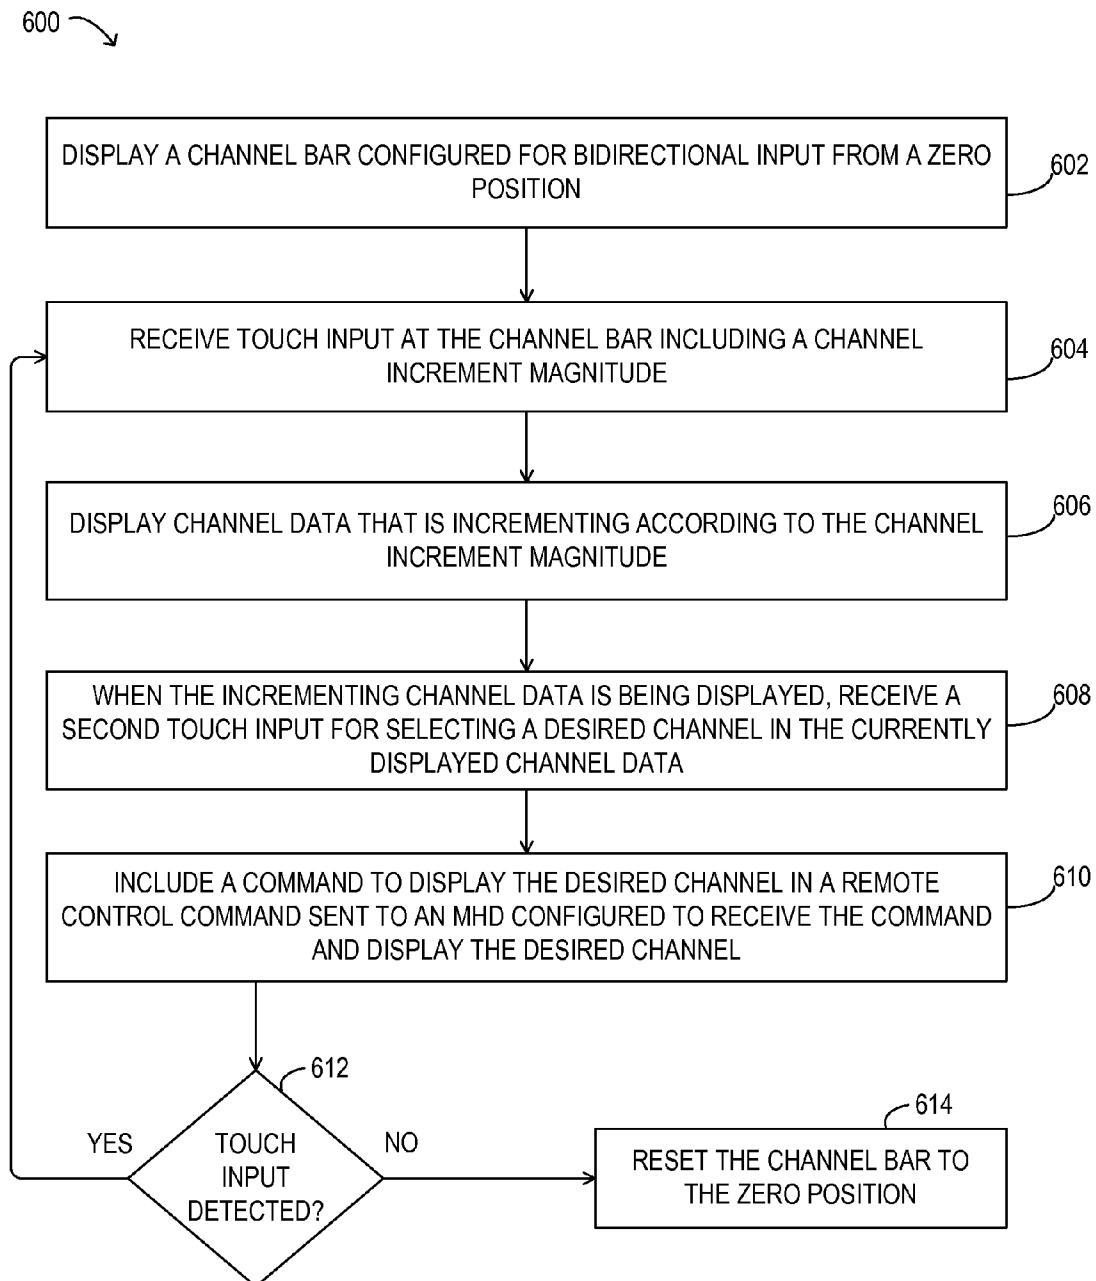 600
DISPLAY A CHANNEL BAR CONFIGURED FOR BIDIRECTIONAL INPUT FROM A ZERO
POSITION
602
RECEIVE TOUCH INPUT AT THE CHANNEL BAR INCLUDING A CHANNEL
INCREMENT MAGNITUDE
604
DISPLAY CHANNEL DATA THAT IS INCREMENTING ACCORDING TO THE CHANNEL
INCREMENT MAGNITUDE
606
WHEN THE INCREMENTING CHANNEL DATA IS BEING DISPLAYED, RECEIVE A
SECOND TOUCH INPUT FOR SELECTING A DESIRED CHANNEL IN THE CURRENTLY
DISPLAYED CHANNEL DATA
608
INCLUDE A COMMAND TO DISPLAY THE DESIRED CHANNEL IN A REMOTE
CONTROL COMMAND SENT TO AN MHD CONFIGURED TO RECEIVE THE COMMAND
AND DISPLAY THE DESIRED CHANNEL
610
612
YES
TOUCH
INPUT
DETECTED?
NO
614
RESET THE CHANNEL BAR TO
THE ZERO POSITION